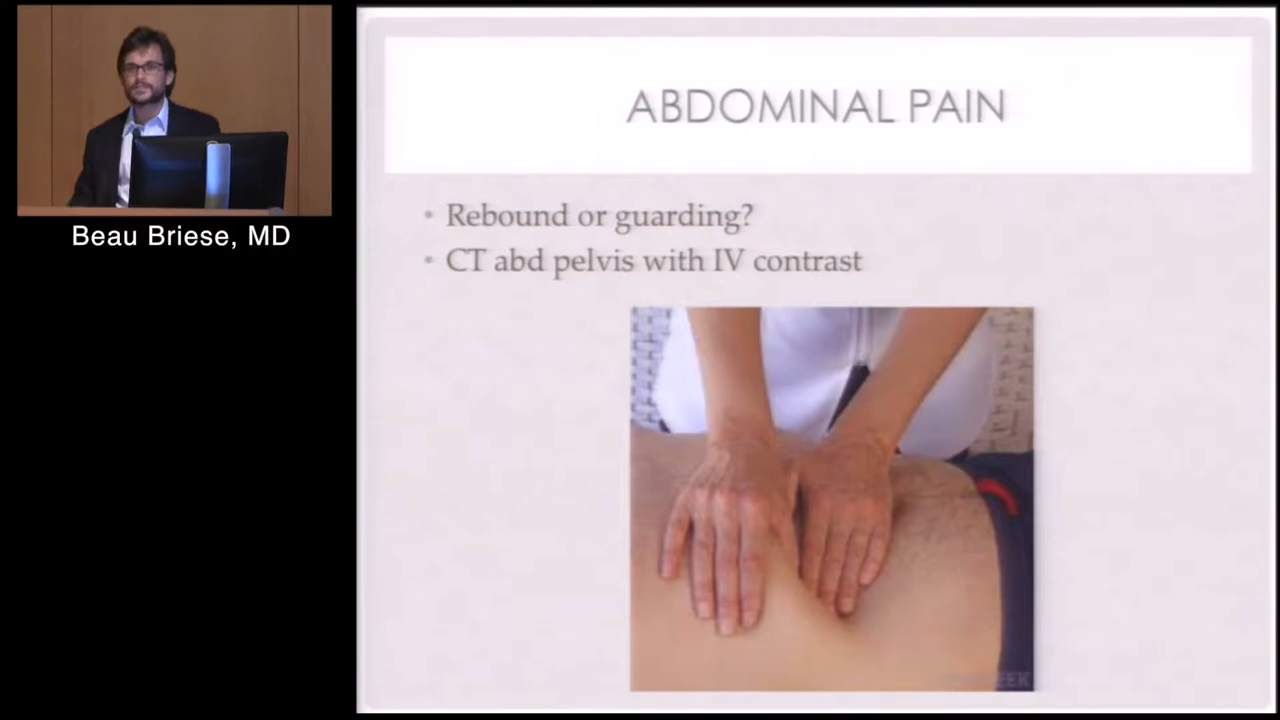 ABDOMINAL PAIN
• Rebound or guarding?
• CT abd pelvis with IV contrast
Beau Briese, MD